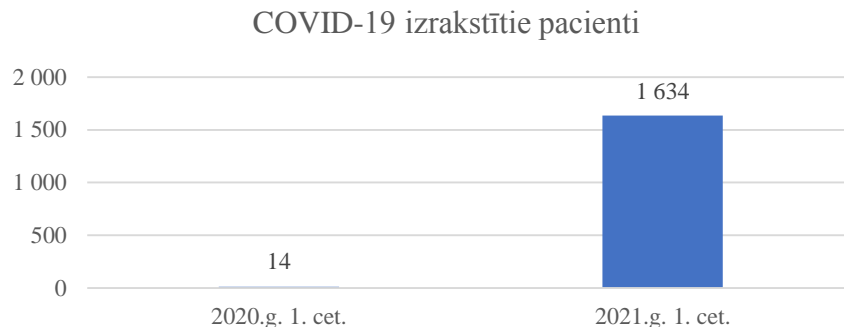 COVID-19 izrakstītie pacienti
2 000
1 500
1 000
500
0
14
1 634
2020.g. 1. cet.
2021.g. 1. cet.